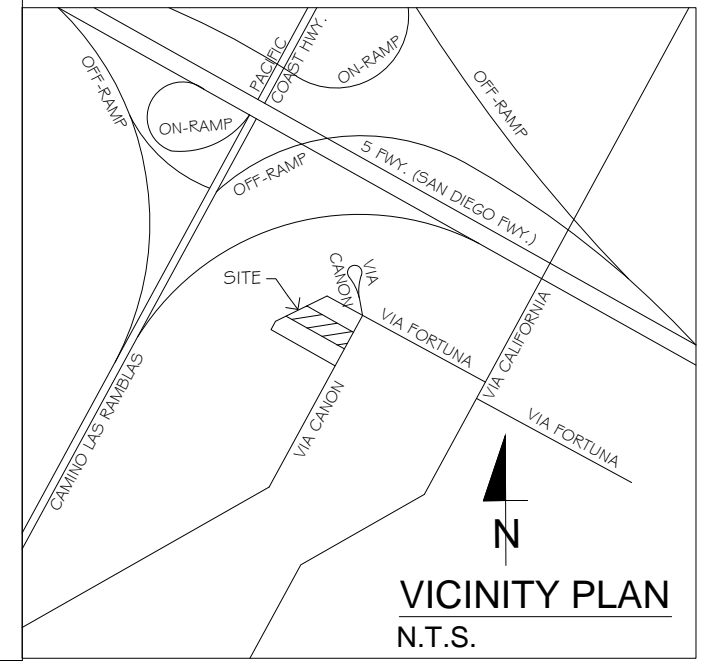 PACIFIC
COAST HWY.
ON-RAMP
OFF-RAMP
OFF-RAMP
ON-RAMP
OFF-RAMP
5 FWY. (SAN DIEGO FWY.)
SITE
VIA
CANON
VIA FORTUNA
VIA CALIFORNIA
CAMINO LAS RAMBLAS
VIA CANON
VIA FORTUNA
N
VICINITY PLAN
N.T.S.